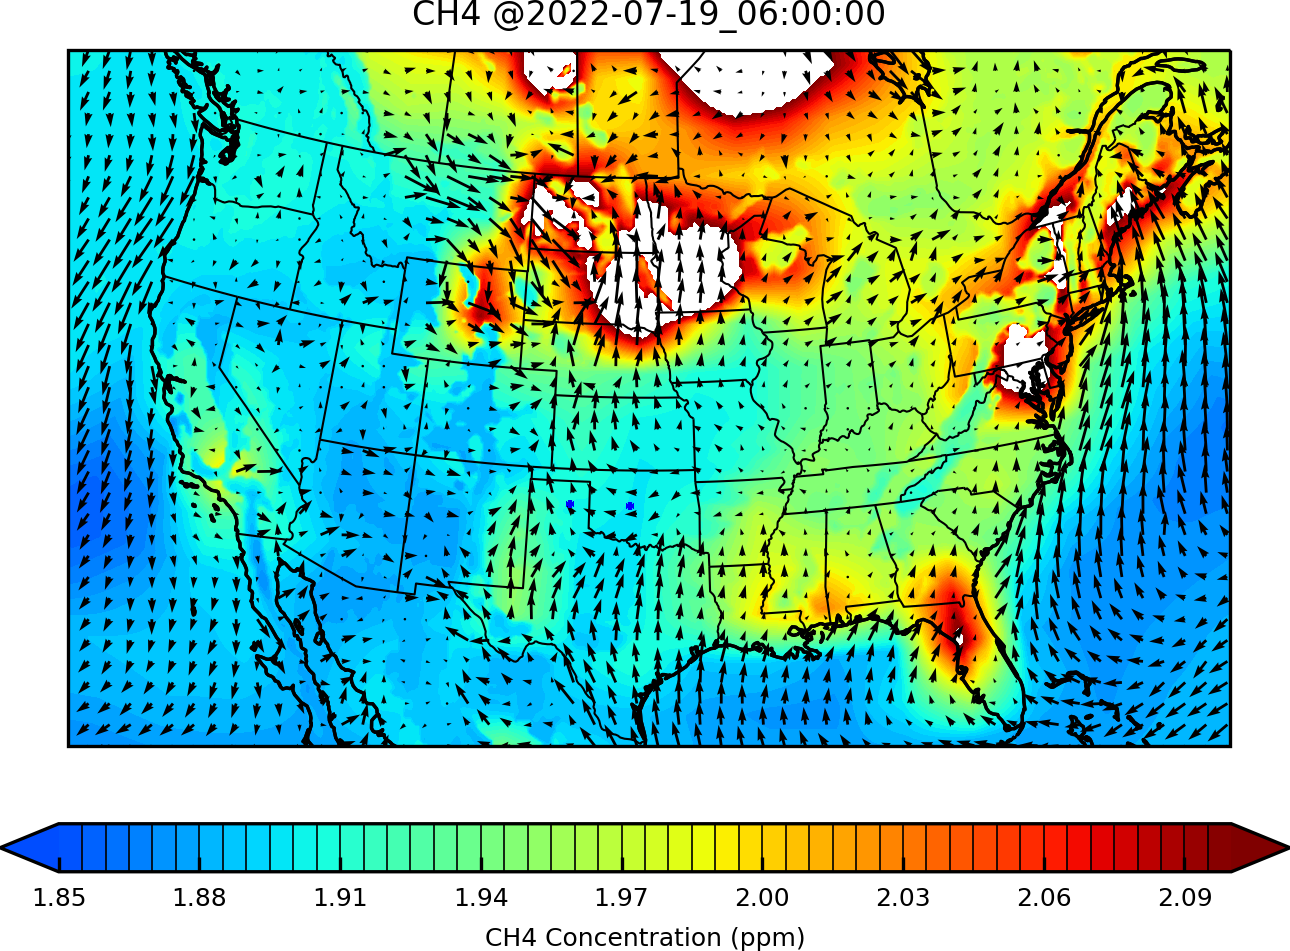 CH4 @2022-07-19_06:00:00
1.85 1.88 1.91 1.94 1.97 2.00 2.03 2.06 2.09
CH4 Concentration (ppm)